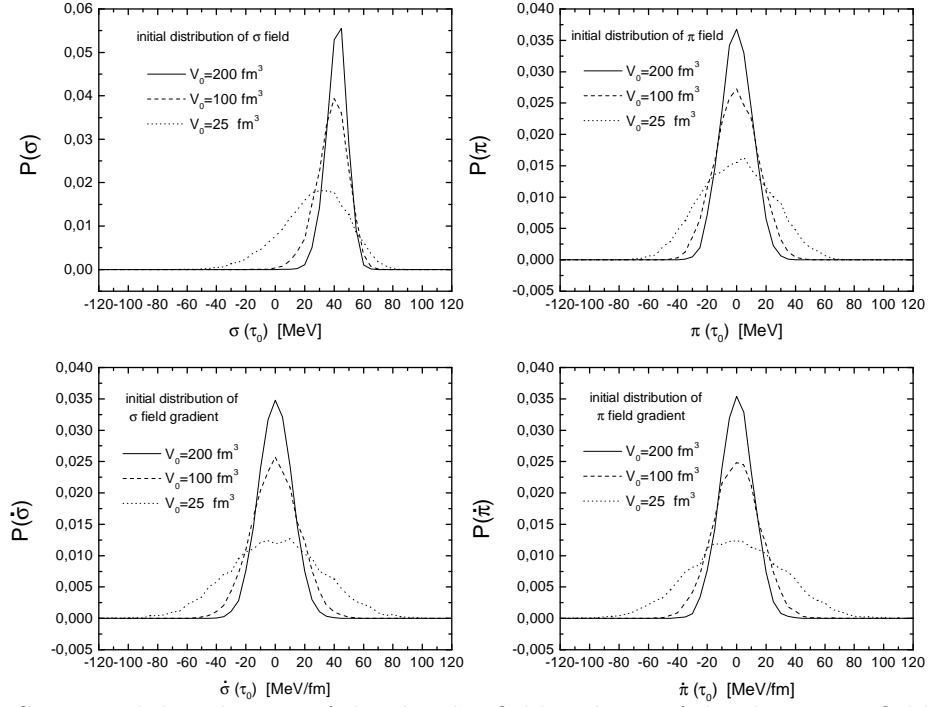 initial distribution of σ field
V₀=200 fm³
V₀=100 fm³
V₀=25 fm³
P(σ)
0,06
0,05
0,04
0,03
0,02
0,01
0,00
-120 -100 -80 -60 -40 -20 0 20 40 60 80 100 120
σ (τ₀) [MeV]
initial distribution of π field
V₀=200 fm³
V₀=100 fm³
V₀=25 fm³
P(π)
0,040
0,035
0,030
0,025
0,020
0,015
0,010
0,005
0,000
-0,005
-120 -100 -80 -60 -40 -20 0 20 40 60 80 100 120
π (τ₀) [MeV]
initial distribution of
σ field gradient
V₀=200 fm³
V₀=100 fm³
V₀=25 fm³
P(σ̇)
0,040
0,035
0,030
0,025
0,020
0,015
0,010
0,005
0,000
-0,005
-120 -100 -80 -60 -40 -20 0 20 40 60 80 100 120
σ̇ (τ₀) [MeV/fm]
initial distribution of
π field gradient
V₀=200 fm³
V₀=100 fm³
V₀=25 fm³
P(π̇)
0,040
0,035
0,030
0,025
0,020
0,015
0,010
0,005
0,000
-0,005
-120 -100 -80 -60 -40 -20 0 20 40 60 80 100 120
π̇ (τ₀) [MeV/fm]